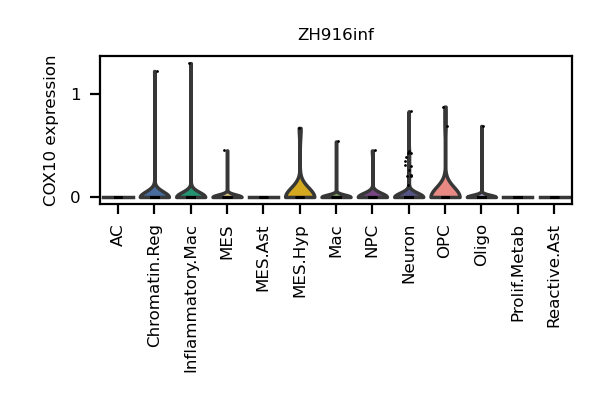 ZH916inf
COX10 expression
1
0
AC
Chromatin.Reg
Inflammatory.Mac
MES
MES.Ast
MES.Hyp
Mac
NPC
Neuron
OPC
Oligo
Prolif.Metab
Reactive.Ast